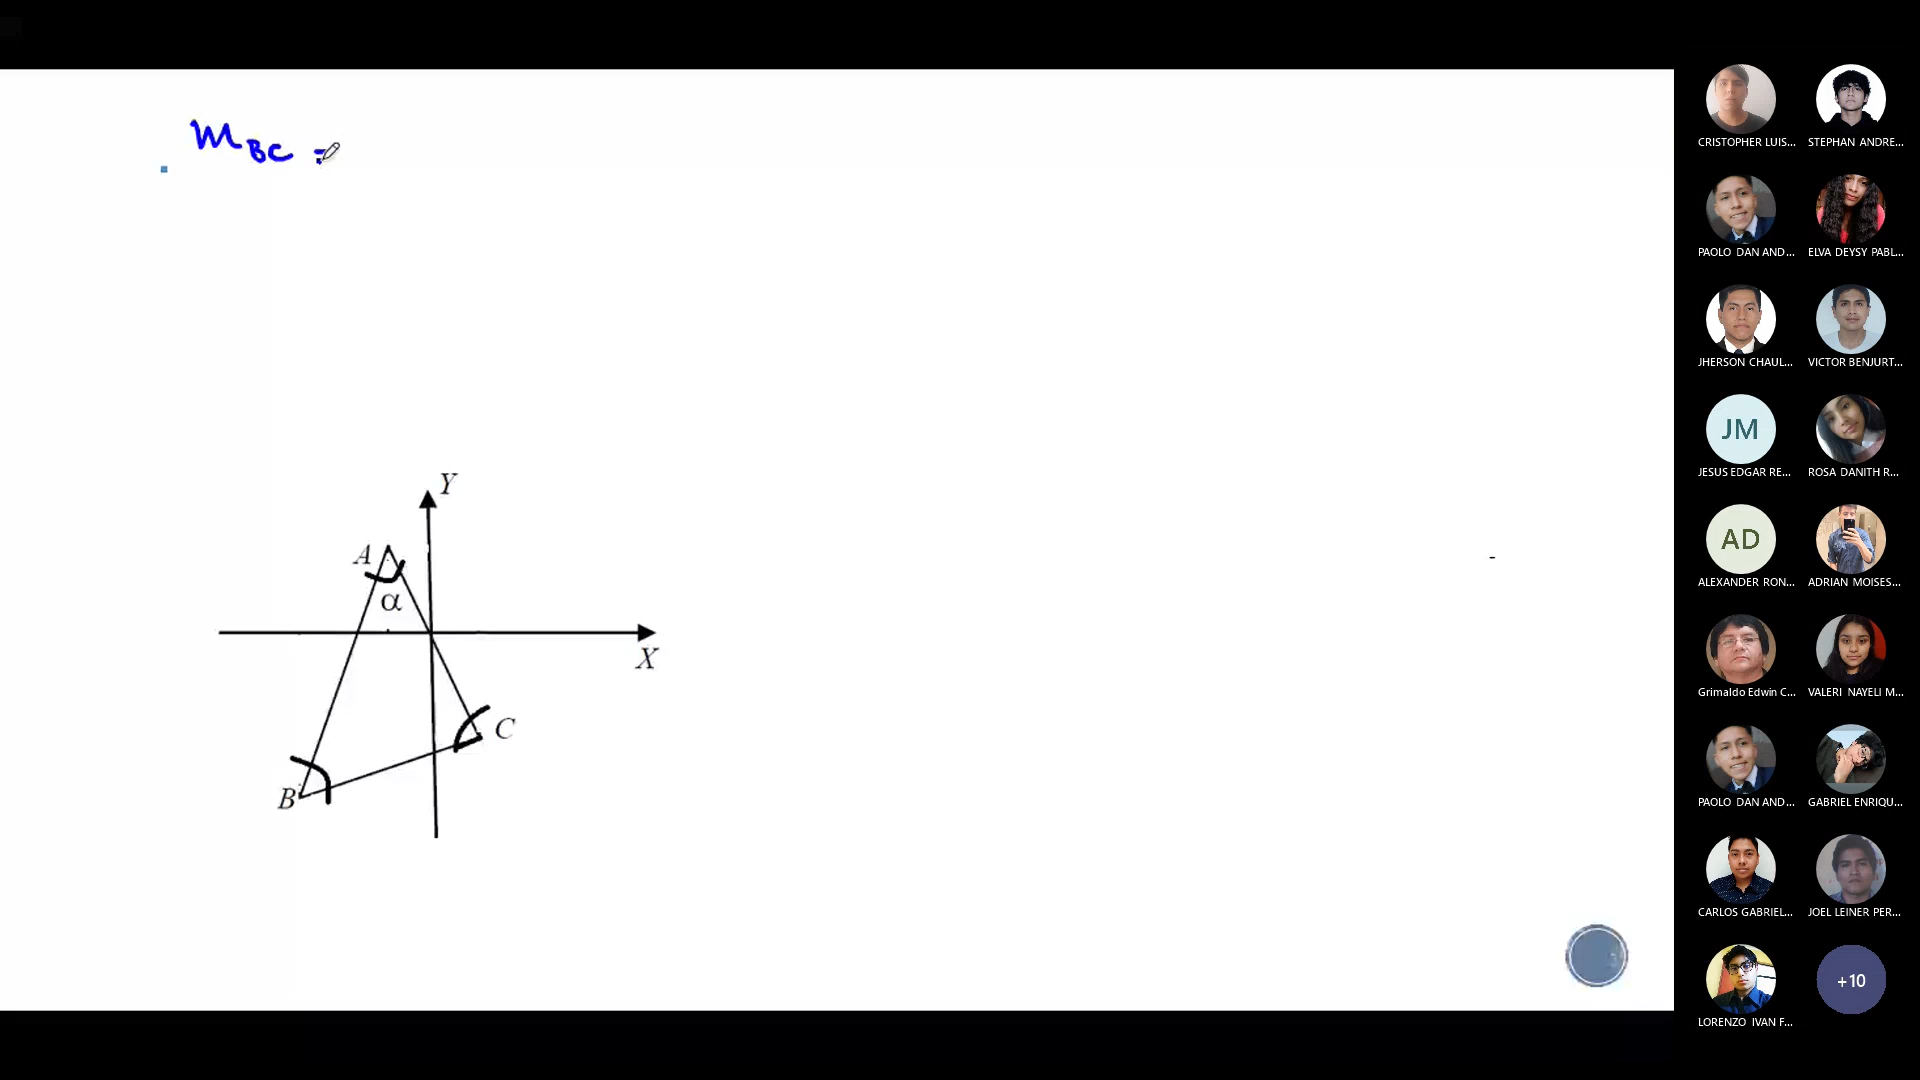 m BC =
Y
A
α
X
C
B
CRISTOPHER LUIS...
STEPHAN ANDRE...
PAOLO DAN AND...
ELVA DEYSY PABL...
JHERSON CHAUL...
VICTOR BENJURT...
JM
JESUS EDGAR RE...
ROSA DANITH R...
AD
ALEXANDER RON...
ADRIAN MOISES...
Grimaldo Edwin C...
VALERI NAYELI M...
PAOLO DAN AND...
GABRIEL ENRIQU...
CARLOS GABRIEL...
JOEL LEINER PER...
LORENZO IVAN F...
+10